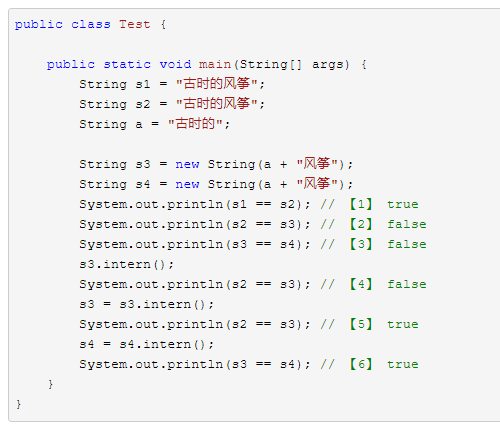 public class Test {
public static void main(String[] args) {
String s1 = "古时的风筝";
String s2 = "古时的风筝";
String a = "古时的";
String s3 = new String(a + "风筝");
String s4 = new String(a + "风筝");
System.out.println(s1 == s2); // 【1】 true
System.out.println(s2 == s3); // 【2】 false
System.out.println(s3 == s4); // 【3】 false
s3.intern();
System.out.println(s2 == s3); // 【4】 false
s3 = s3.intern();
System.out.println(s2 == s3); // 【5】 true
s4 = s4.intern();
System.out.println(s3 == s4); // 【6】 true
}
}